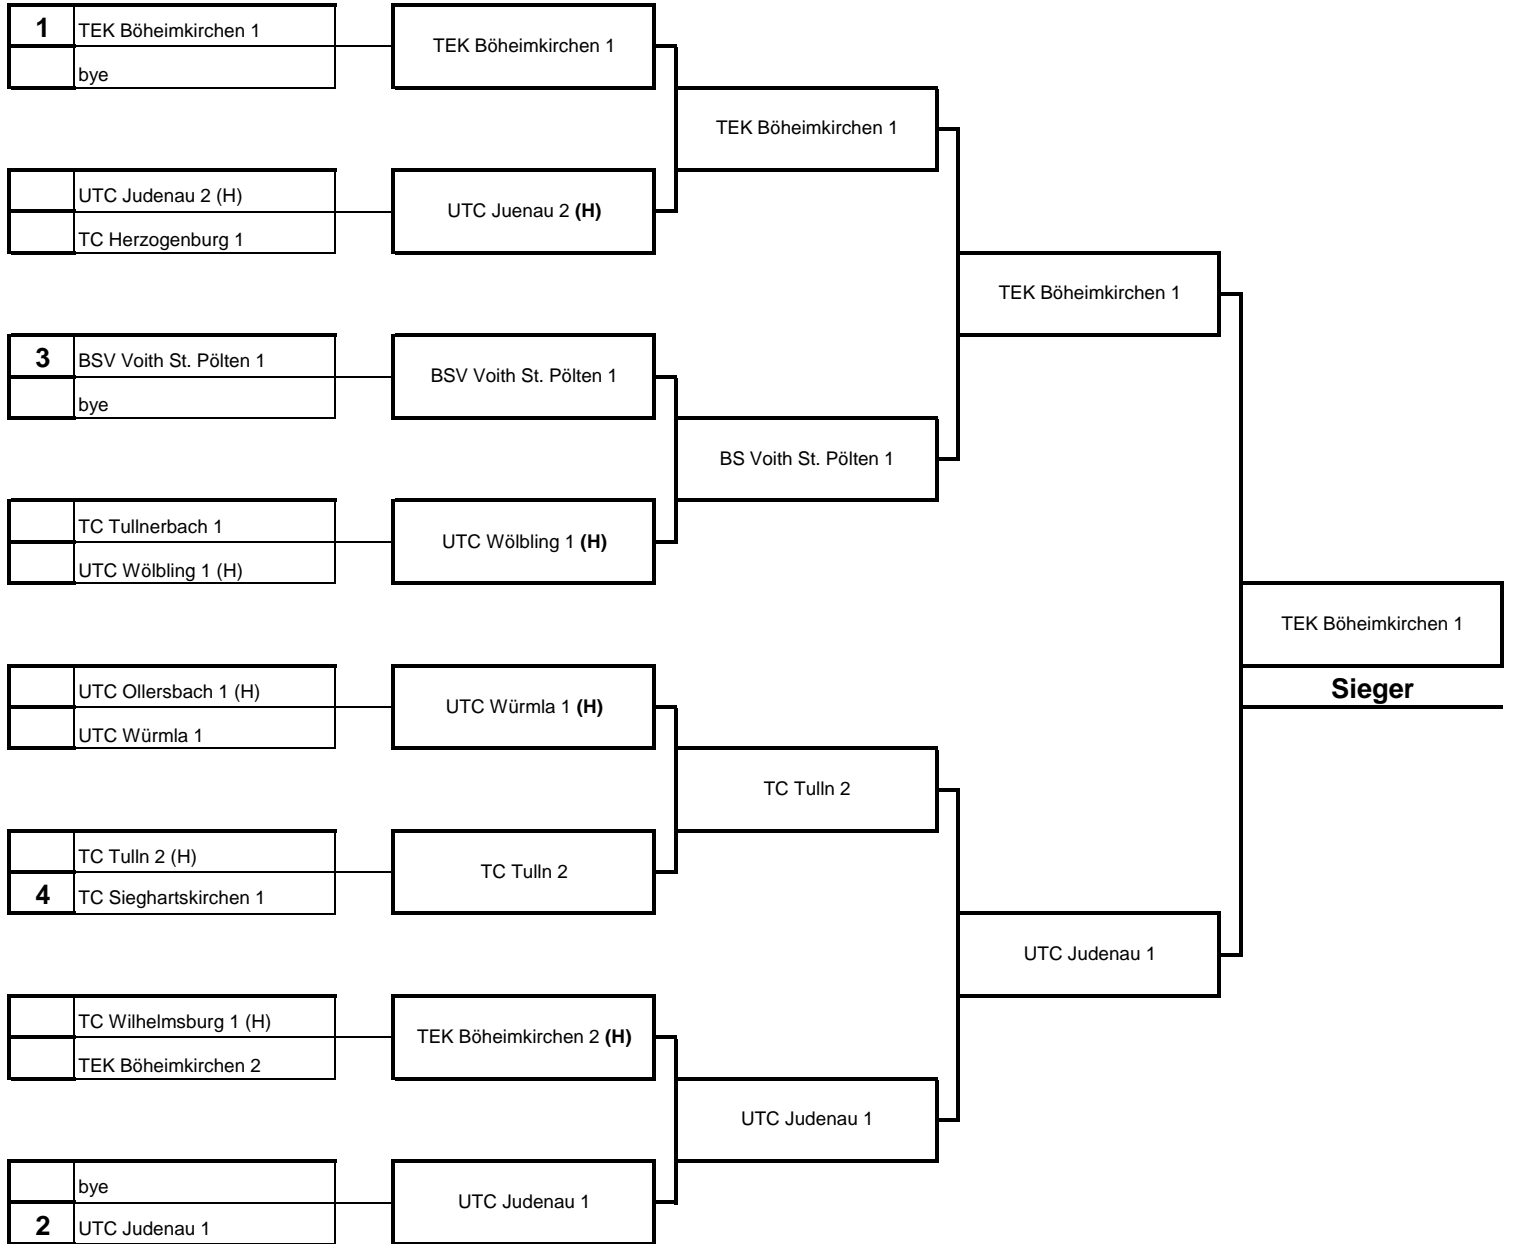 1 TEK Böheimkirchen 1
bye
TEK Böheimkirchen 1
TEK Böheimkirchen 1
UTC Judenau 2 (H)
TC Herzogenburg 1
UTC Juenau 2 (H)
TEK Böheimkirchen 1
3 BSV Voith St. Pölten 1
bye
BSV Voith St. Pölten 1
BS Voith St. Pölten 1
TC Tullnerbach 1
UTC Wölbling 1 (H)
UTC Wölbling 1 (H)
TEK Böheimkirchen 1
Sieger
UTC Ollersbach 1 (H)
UTC Würmla 1
UTC Würmla 1 (H)
TC Tulln 2
TC Tulln 2 (H)
4 TC Sieghartskirchen 1
TC Tulln 2
UTC Judenau 1
TC Wilhelmsburg 1 (H)
TEK Böheimkirchen 2
TEK Böheimkirchen 2 (H)
UTC Judenau 1
bye
2 UTC Judenau 1
UTC Judenau 1